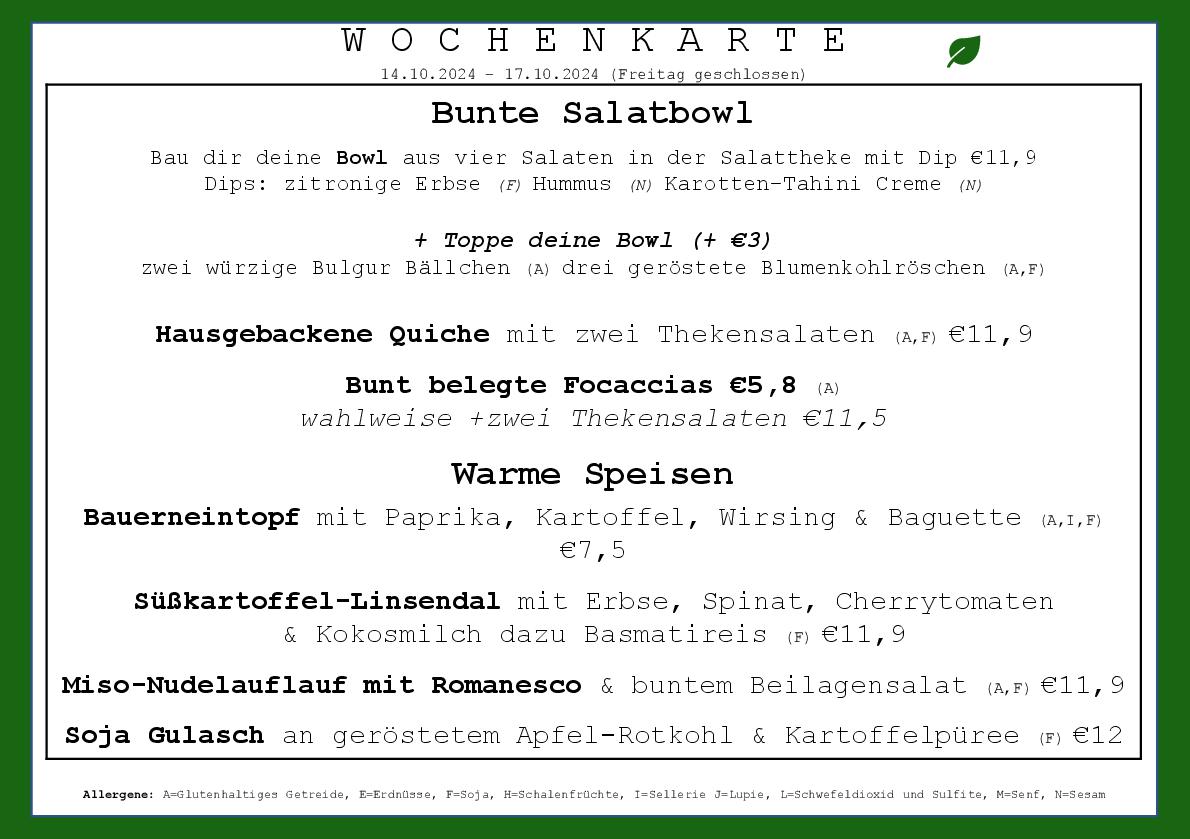 WOCHENKARTE
14.10.2024 – 17.10.2024 (Freitag geschlossen)
Bunte Salatbowl
Bau dir deine Bowl aus vier Salaten in der Salattheke mit Dip €11,9
Dips: zitronige Erbse (F) Hummus (N) Karotten-Tahini Creme (N)
+ Toppe deine Bowl (+ €3)
zwei würzige Bulgur Bällchen (A) drei geröstete Blumenkohlröschen (A,F)
Hausgebackene Quiche mit zwei Thekensalaten (A,F) €11,9
Bunt belegte Focaccias €5,8 (A)
wahlweise +zwei Thekensalaten €11,5
Warme Speisen
Bauerneintopf mit Paprika, Kartoffel, Wirsing & Baguette (A,I,F)
€7,5
Süßkartoffel-Linsendal mit Erbse, Spinat, Cherrytomaten
& Kokosmilch dazu Basmatireis (F) €11,9
Miso-Nudelauflauf mit Romanesco & buntem Beilagensalat (A,F) €11,9
Soja Gulasch an geröstetem Apfel-Rotkohl & Kartoffelpüree (F) €12
Allergene: A=Glutenhaltiges Getreide, E=Erdnüsse, F=Soja, H=Schalenfrüchte, I=Sellerie J=Lupie, L=Schwefeldioxid und Sulfite, M=Senf, N=Sesam